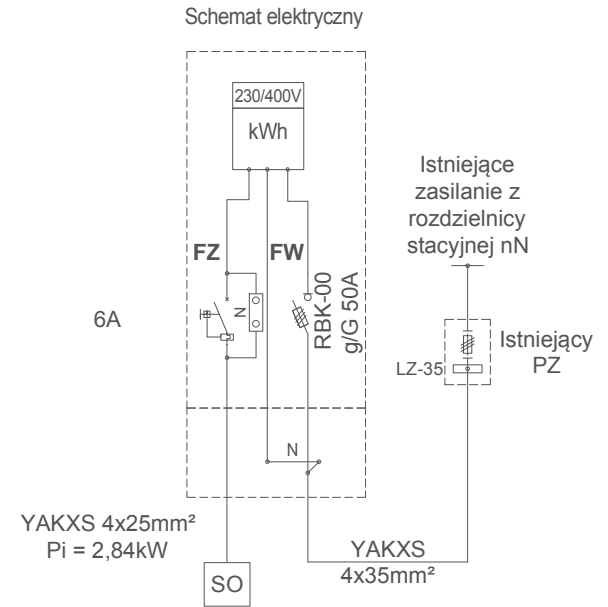 Schemat elektryczny
230/400V
kWh
Istniejące
zasilanie z
rozdzielnicy
stacyjnej nN
FZ
FW
6A
N
RBK-00
g/G 50A
Istniejący
PZ
LZ-35
N
YAKXS 4x25mm²
Pi = 2,84kW
SO
YAKXS
4x35mm²